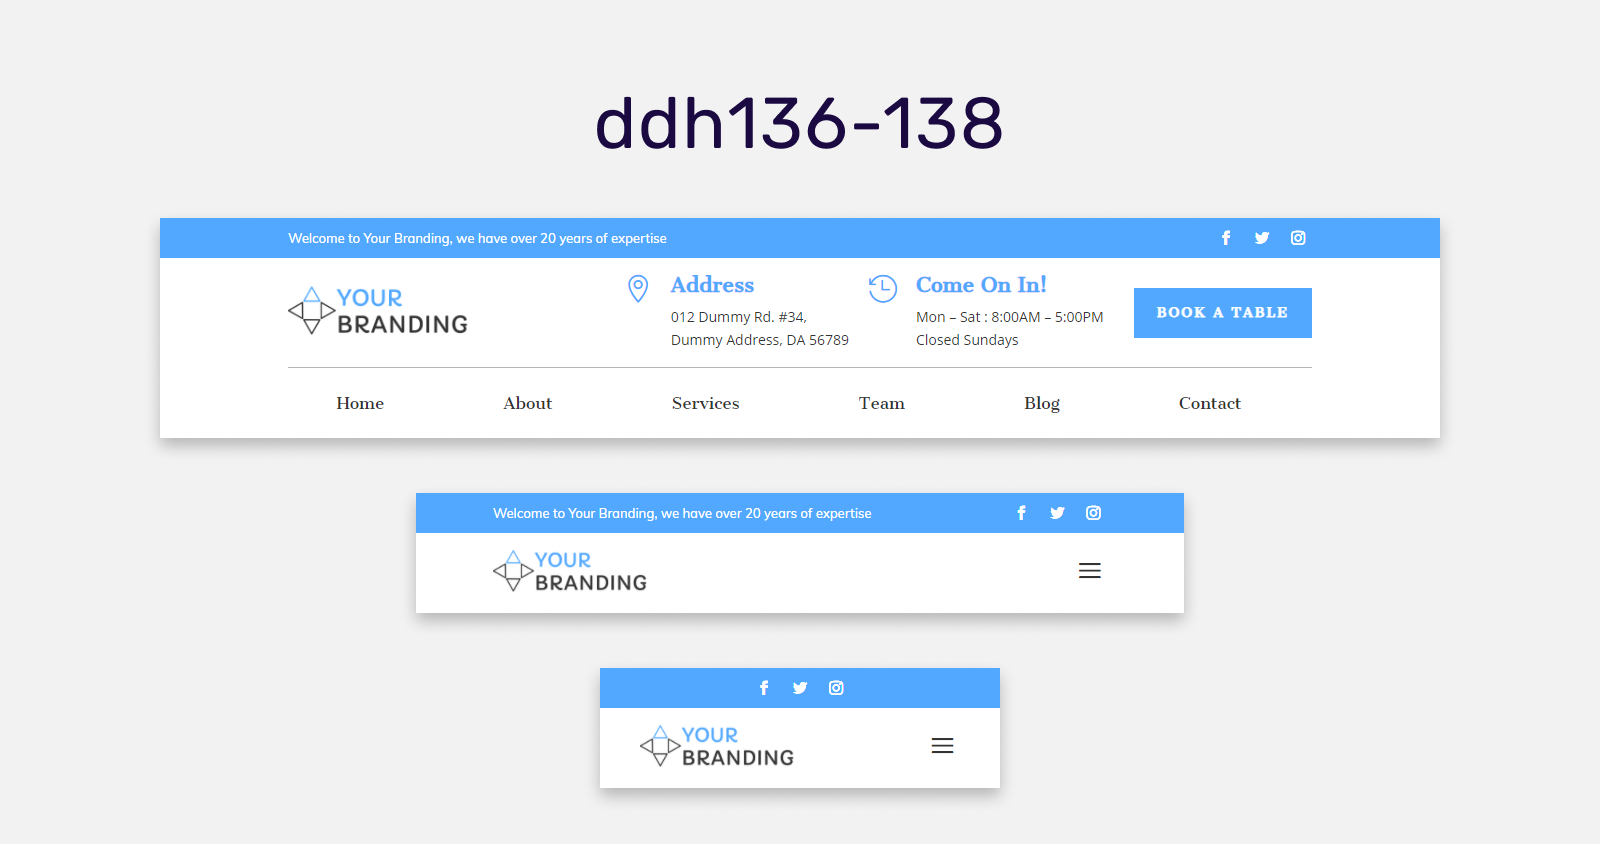 ddh136-138
Welcome to Your Branding, we have over 20 years of expertise
YOUR
BRANDING
Address
012 Dummy Rd. #34,
Dummy Address, DA 56789
Come On In!
Mon – Sat : 8:00AM – 5:00PM
Closed Sundays
BOOK A TABLE
Home About Services Team Blog Contact
Welcome to Your Branding, we have over 20 years of expertise
YOUR
BRANDING
YOUR
BRANDING